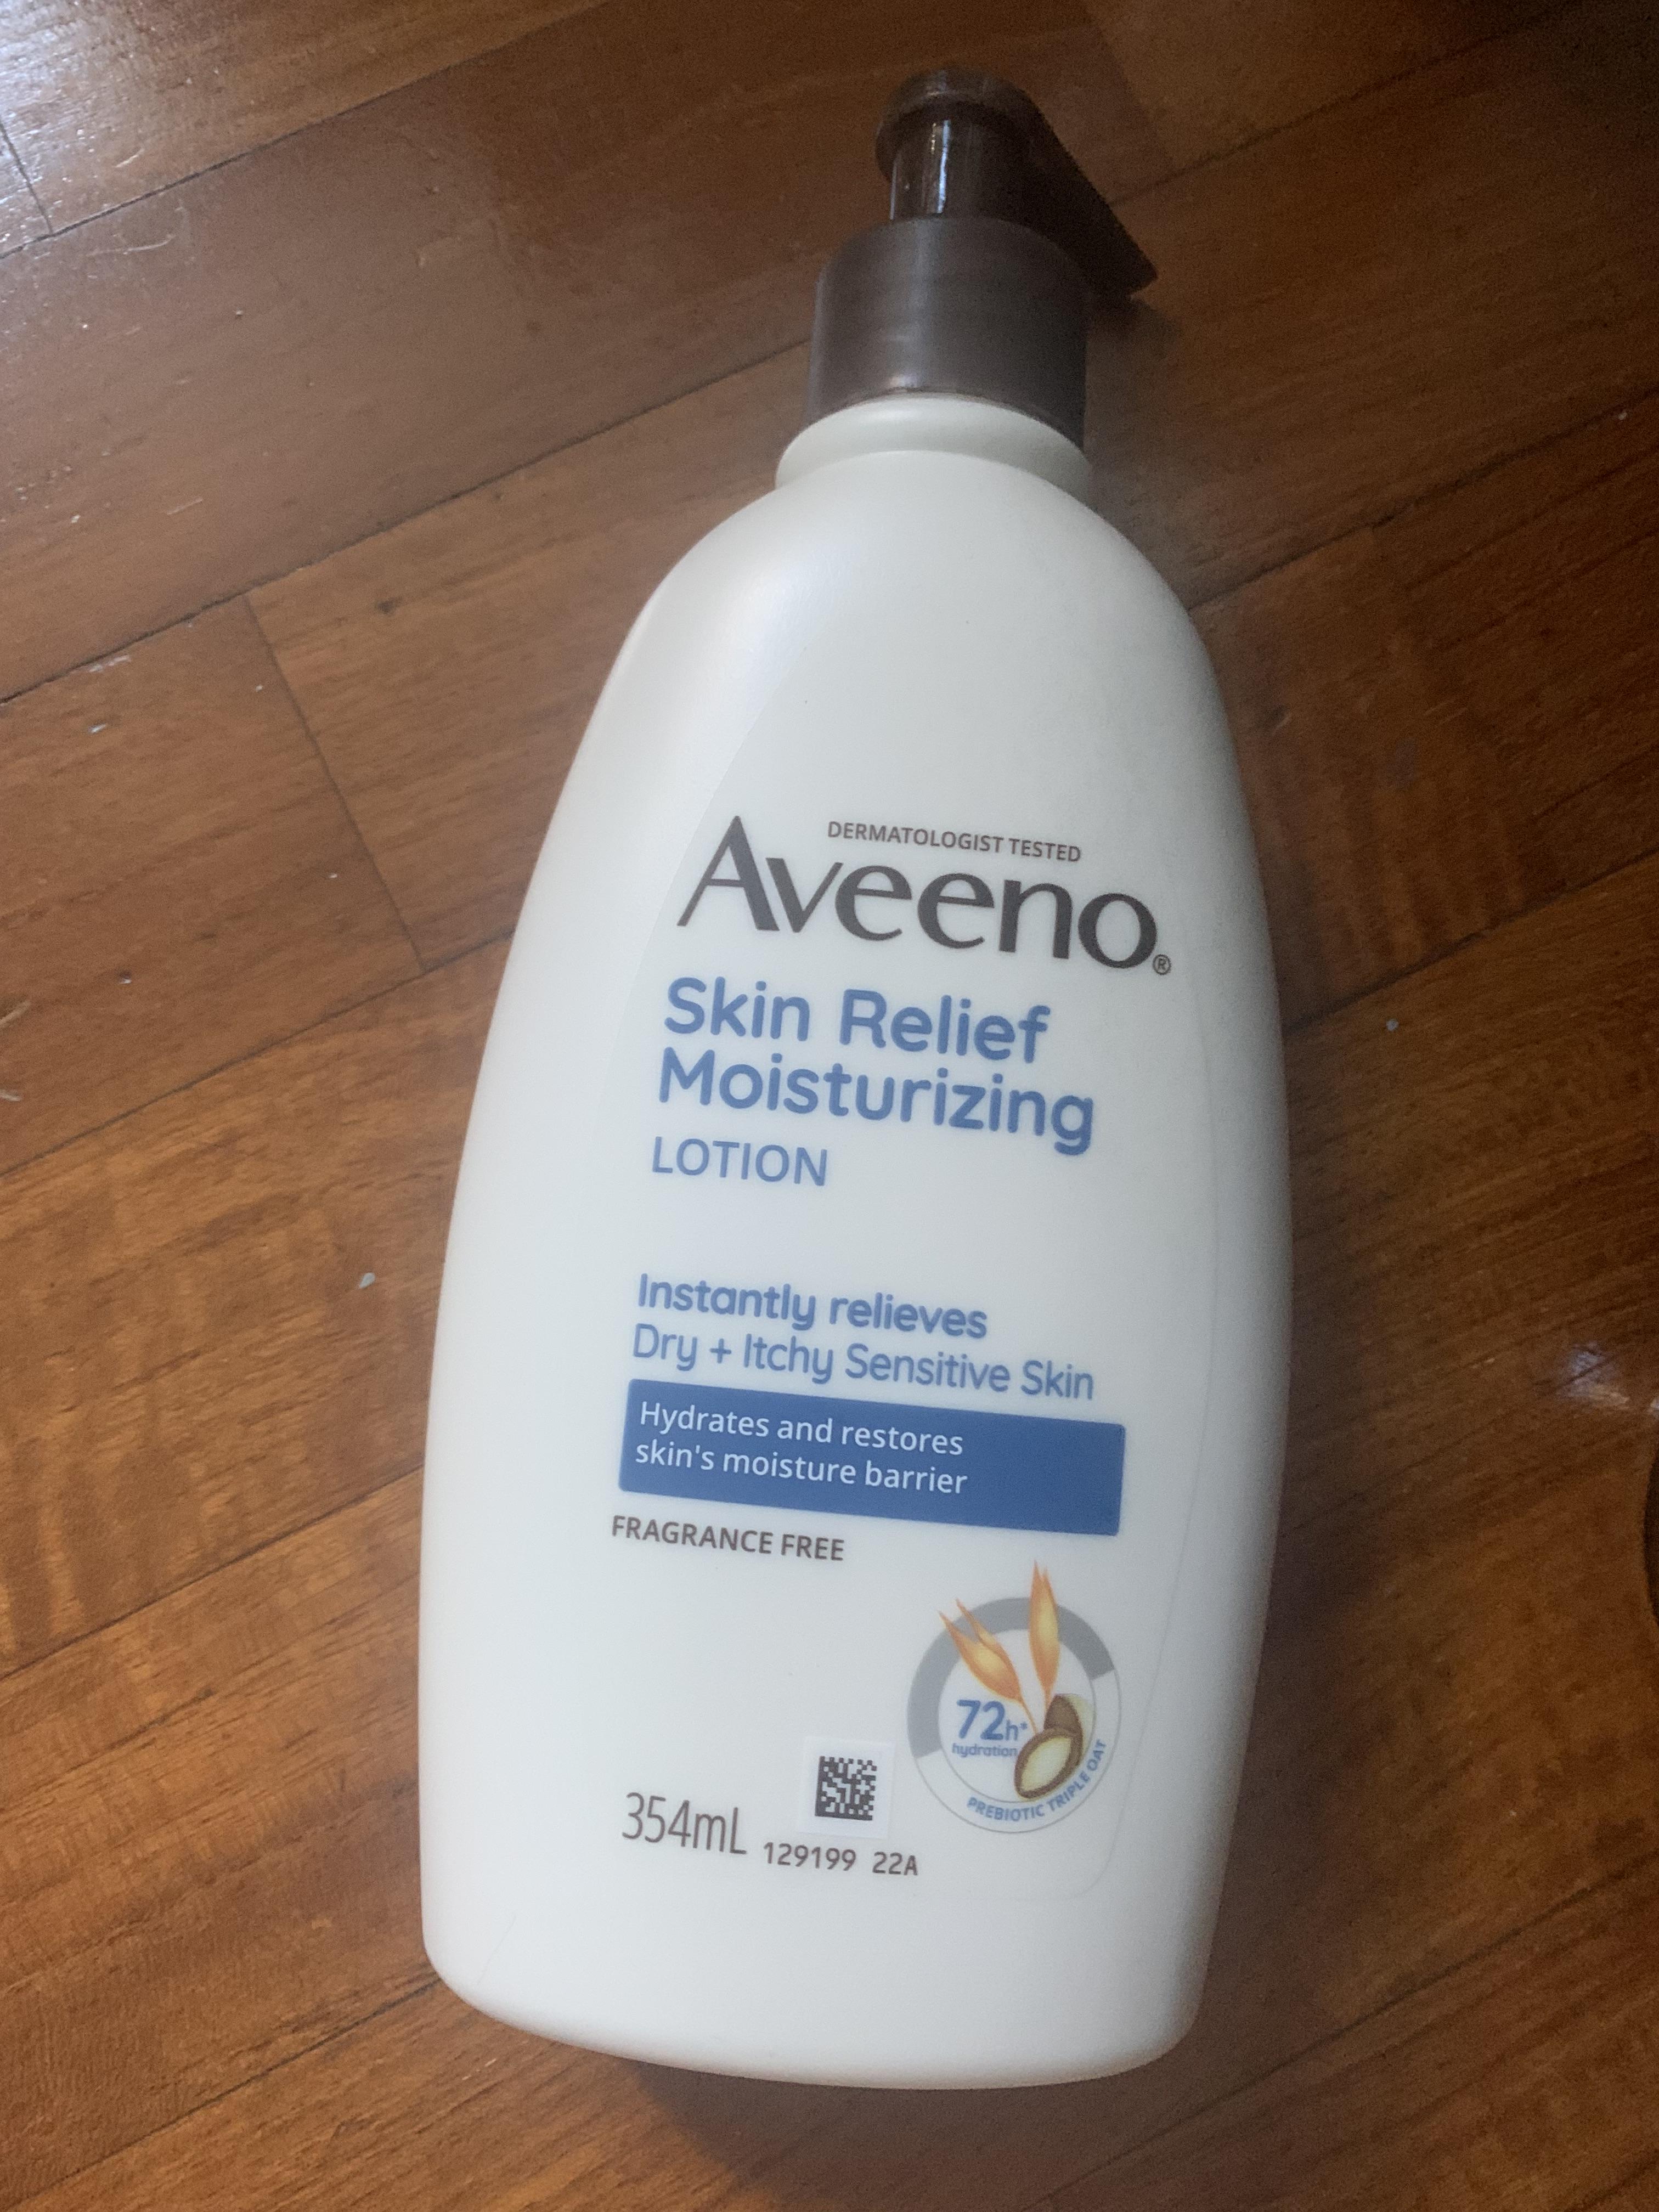 DERMATOLOGIST TESTED
Aveeno®
Skin Relief
Moisturizing
LOTION
Instantly relieves
Dry + Itchy Sensitive Skin
Hydrates and restores
skin's moisture barrier
FRAGRANCE FREE
72h*
hydration
PREBIOTIC TRIPLE OAT
354mL
129199 22A